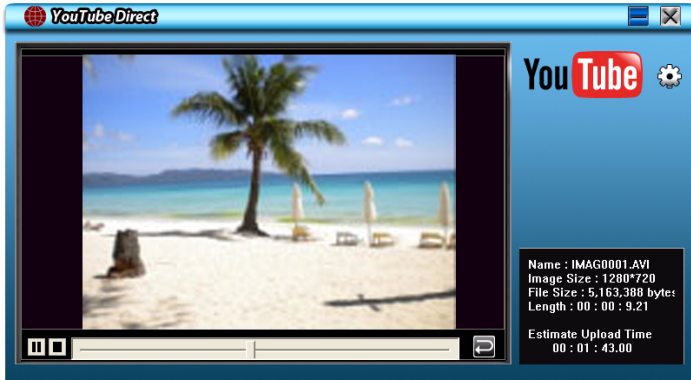 YouTube Direct
YouTube
Name : IMAG0001.AVI
Image Size : 1280*720
File Size : 5,163,388 bytes
Length : 00 : 00 : 9.21
Estimate Upload Time
00 : 01 : 43.00